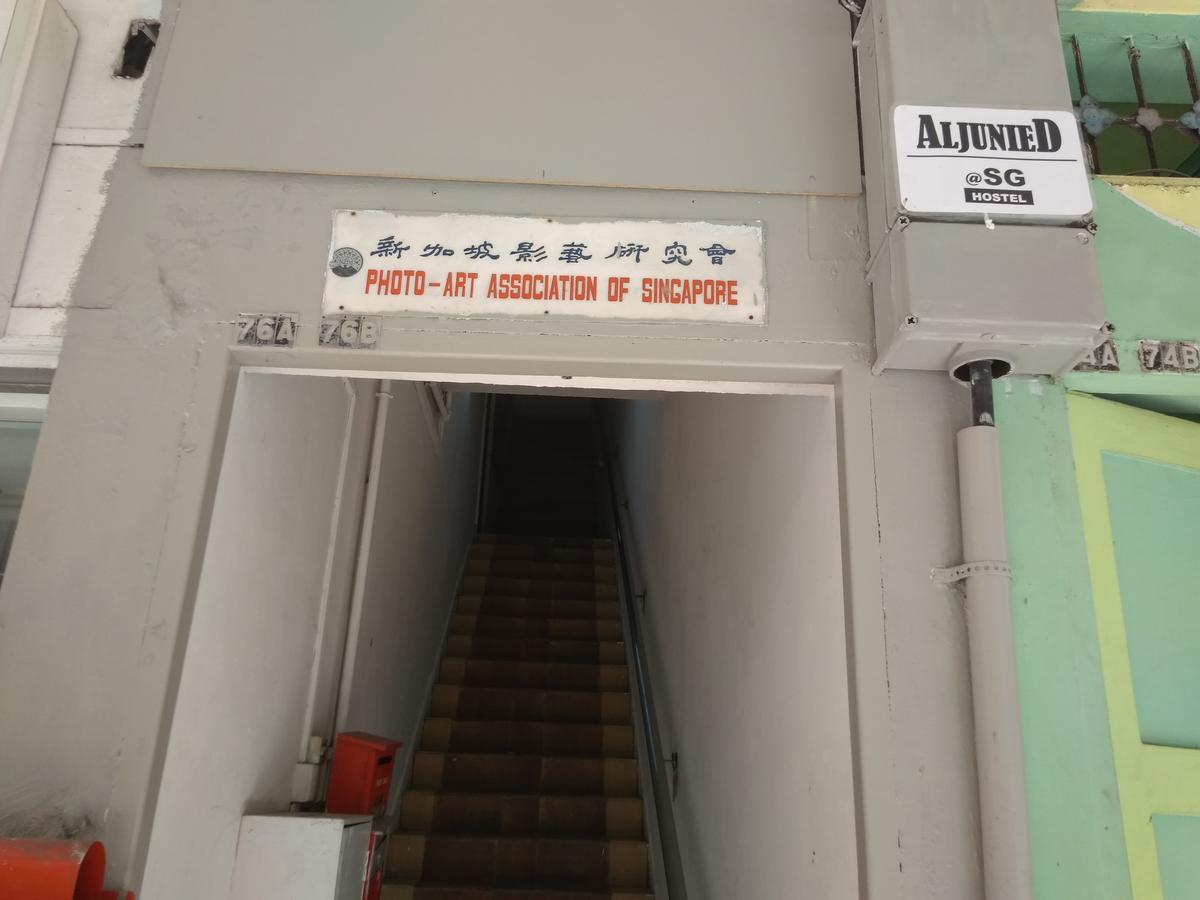 新加坡影藝研究會
PHOTO-ART ASSOCIATION OF SINGAPORE
76A 76B
ALJUNIED
@SG
HOSTEL
74B